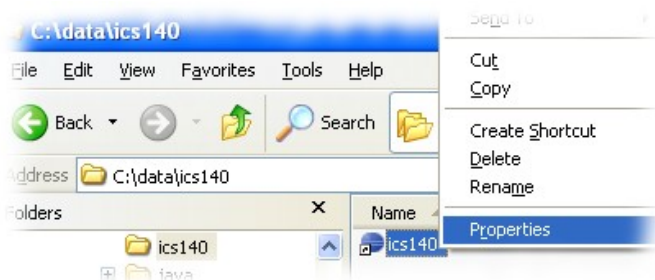 C:\data\ics140
Send To
File Edit View Favorites Tools Help
Cut
Copy
Back Search
Create Shortcut
Delete
Address C:\data\ics140
Rename
Folders x Name
Properties
ics140 ics140
java